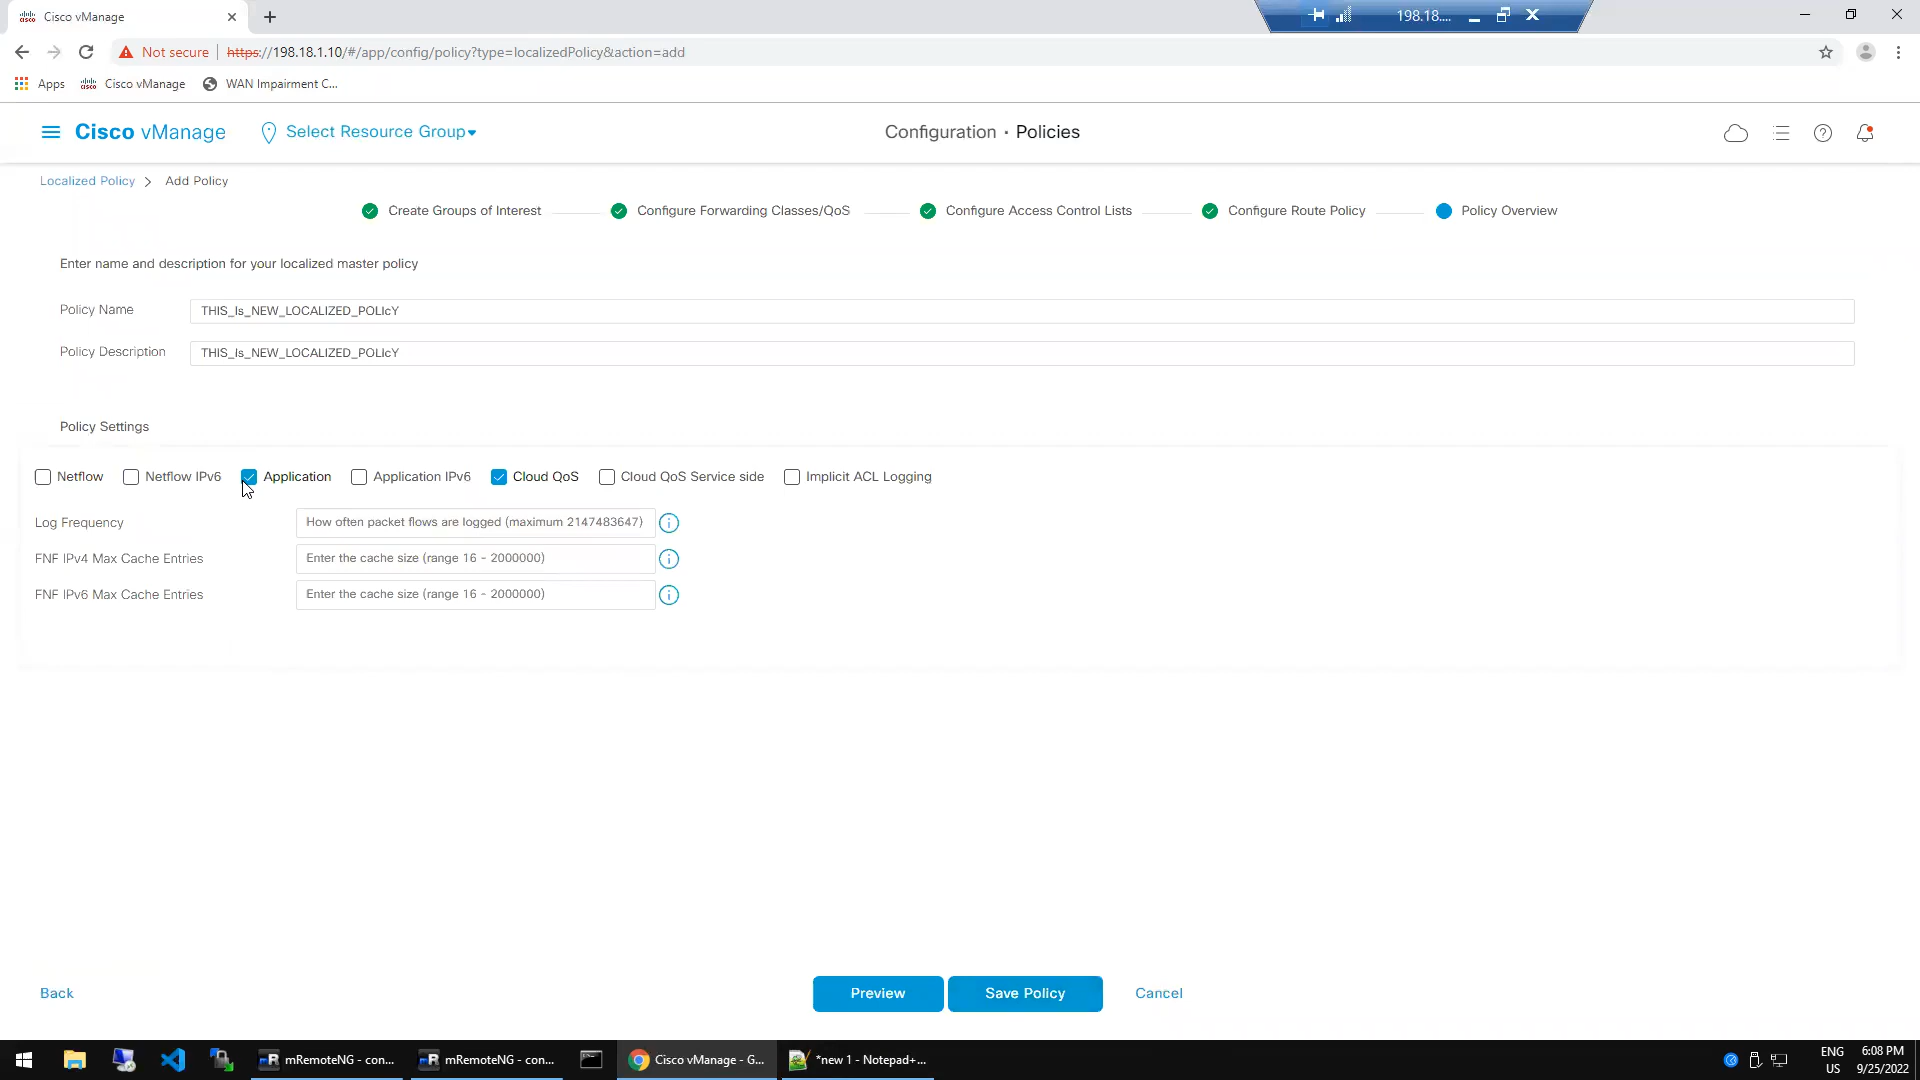 Cisco vManage
198.18....
Not secure
https://198.18.1.10/#/app/config/policy?type=localizedPolicy&action=add
Apps
Cisco vManage
WAN Impairment C...
Cisco vManage
Select Resource Group
Configuration · Policies
Localized Policy > Add Policy
Create Groups of Interest
Configure Forwarding Classes/QoS
Configure Access Control Lists
Configure Route Policy
Policy Overview
Enter name and description for your localized master policy
Policy Name
THIS_Is_NEW_LOCALIZED_POLIcY
Policy Description
THIS_Is_NEW_LOCALIZED_POLIcY
Policy Settings
Netflow
Netflow IPv6
Application
Application IPv6
Cloud QoS
Cloud QoS Service side
Implicit ACL Logging
Log Frequency
How often packet flows are logged (maximum 2147483647)
FNF IPv4 Max Cache Entries
Enter the cache size (range 16 - 2000000)
FNF IPv6 Max Cache Entries
Enter the cache size (range 16 - 2000000)
Back
Preview
Save Policy
Cancel
mRemoteNG - con...
mRemoteNG - con...
Cisco vManage - G...
*new 1 - Notepad+...
ENG
US
6:08 PM
9/25/2022